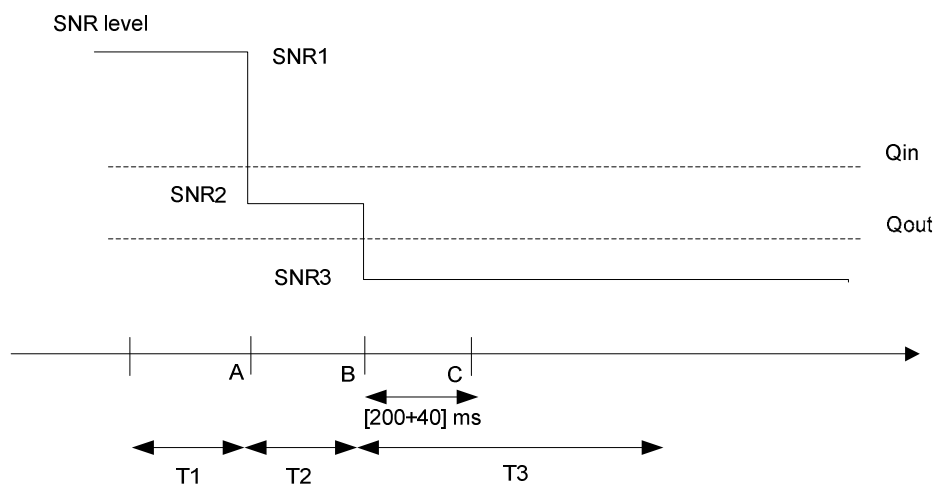 SNR level
SNR1
Qin
SNR2
Qout
SNR3
A B C
[200+40] ms
T1 T2 T3